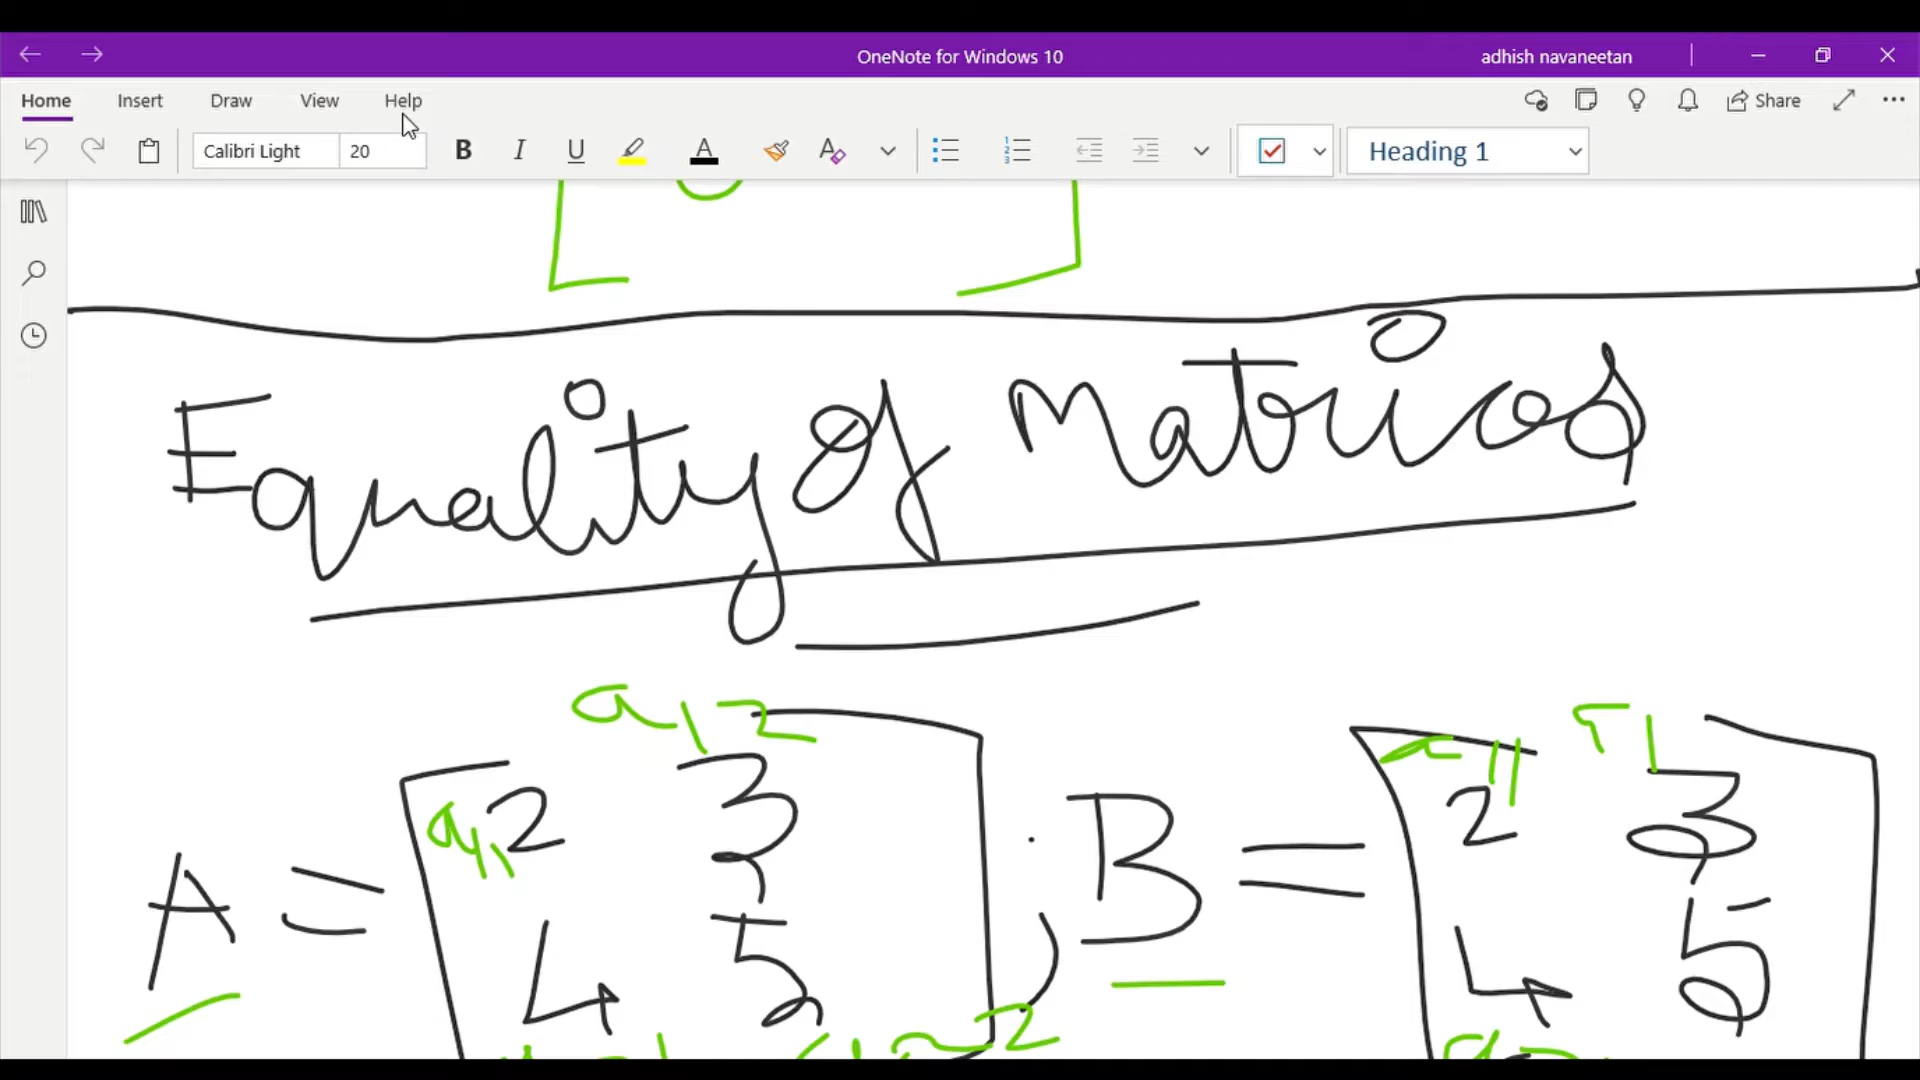 OneNote for Windows 10
adhish navaneetan
Home Insert Draw View Help
Share
Calibri Light 20 B I U A A Heading 1
Equality of Matrices
a12
a11
A = 2 3 ; B = 2 3
4 5 4 5